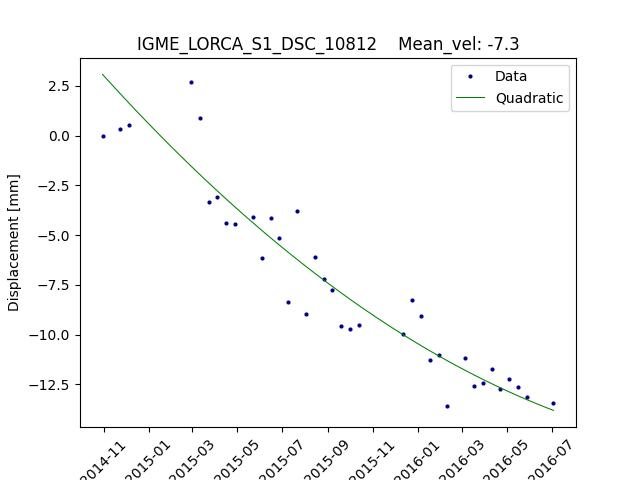 IGME_LORCA_S1_DSC_10812    Mean_vel: -7.3
Data
Quadratic
Displacement [mm]
2.5
0.0
−2.5
−5.0
−7.5
−10.0
−12.5
2014-11 2015-01 2015-03 2015-05 2015-07 2015-09 2015-11 2016-01 2016-03 2016-05 2016-07